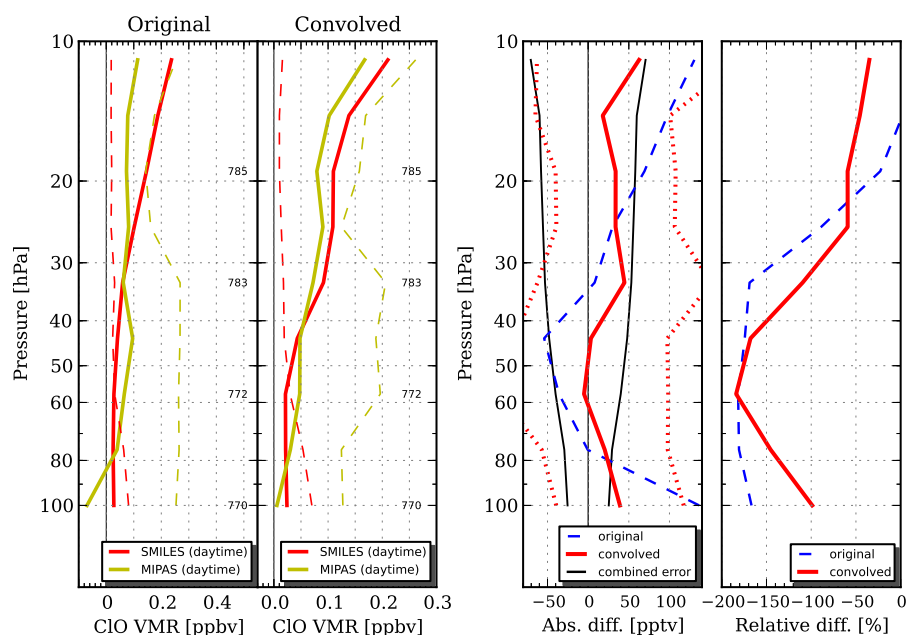 Original
Convolved
10
20
30
40
50
60
80
100
Pressure [hPa]
785
783
772
770
785
783
772
770
SMILES (daytime)
MIPAS (daytime)
SMILES (daytime)
MIPAS (daytime)
0.0
0.2
0.4
ClO VMR [ppbv]
0.0
0.1
0.2
0.3
ClO VMR [ppbv]
10
20
30
40
50
60
80
100
Pressure [hPa]
original
convolved
combined error
original
convolved
−50
0
50
100
Abs. diff. [pptv]
−200
−150
−100
−50
0
Relative diff. [%]